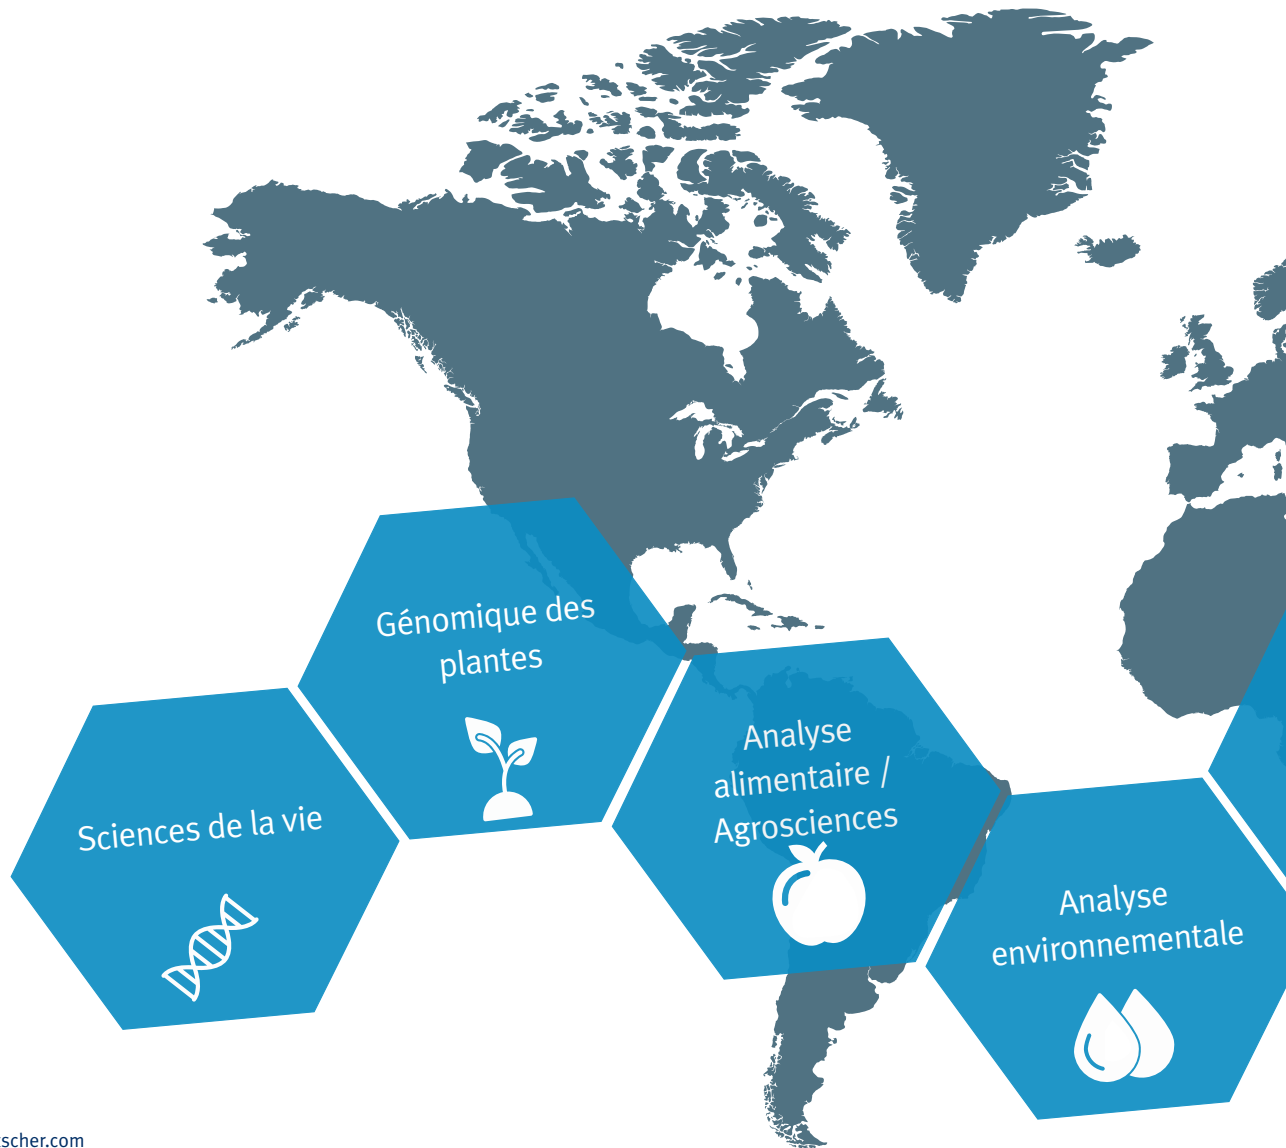 Génomique des
plantes
Sciences de la vie
Analyse
alimentaire /
Agrosciences
Analyse
environnementale
scher.com